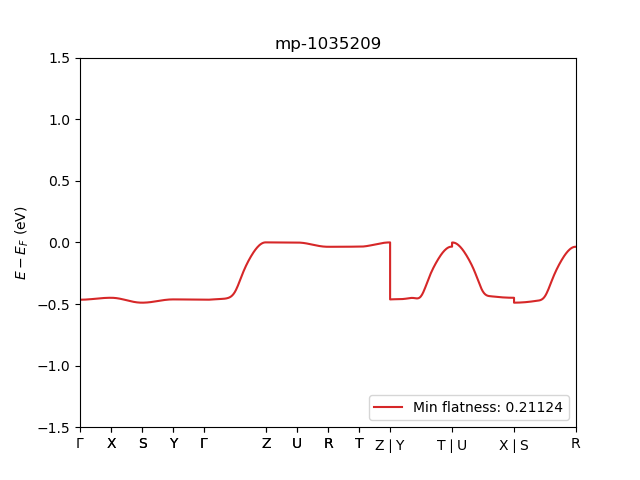 mp-1035209
1.5
1.0
0.5
0.0
−0.5
−1.0
−1.5
E − E_F (eV)
Min flatness: 0.21124
Γ X S Y Γ Z U R T Z | Y T | U X | S R